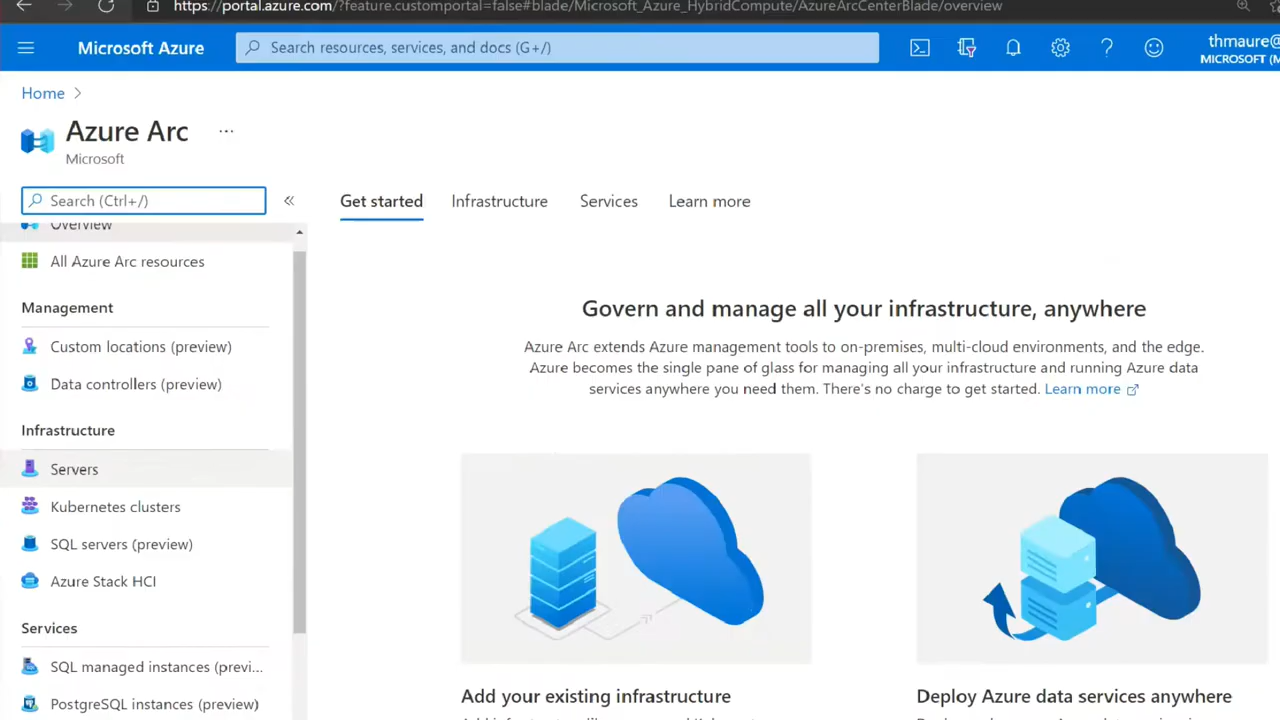 https://portal.azure.com/?feature.customportal=false#blade/Microsoft_Azure_HybridCompute/AzureArcCenterBlade/overview
Microsoft Azure
Search resources, services, and docs (G+/)
thmaure@
MICROSOFT (M
Home
Azure Arc
...
Microsoft
Search (Ctrl+/)
«
Get started
Infrastructure
Services
Learn more
Overview
All Azure Arc resources
Management
Custom locations (preview)
Data controllers (preview)
Infrastructure
Servers
Kubernetes clusters
SQL servers (preview)
Azure Stack HCI
Services
SQL managed instances (previ...
PostgreSQL instances (preview)
Govern and manage all your infrastructure, anywhere
Azure Arc extends Azure management tools to on-premises, multi-cloud environments, and the edge.
Azure becomes the single pane of glass for managing all your infrastructure and running Azure data
services anywhere you need them. There's no charge to get started. Learn more
Add your existing infrastructure
Deploy Azure data services anywhere